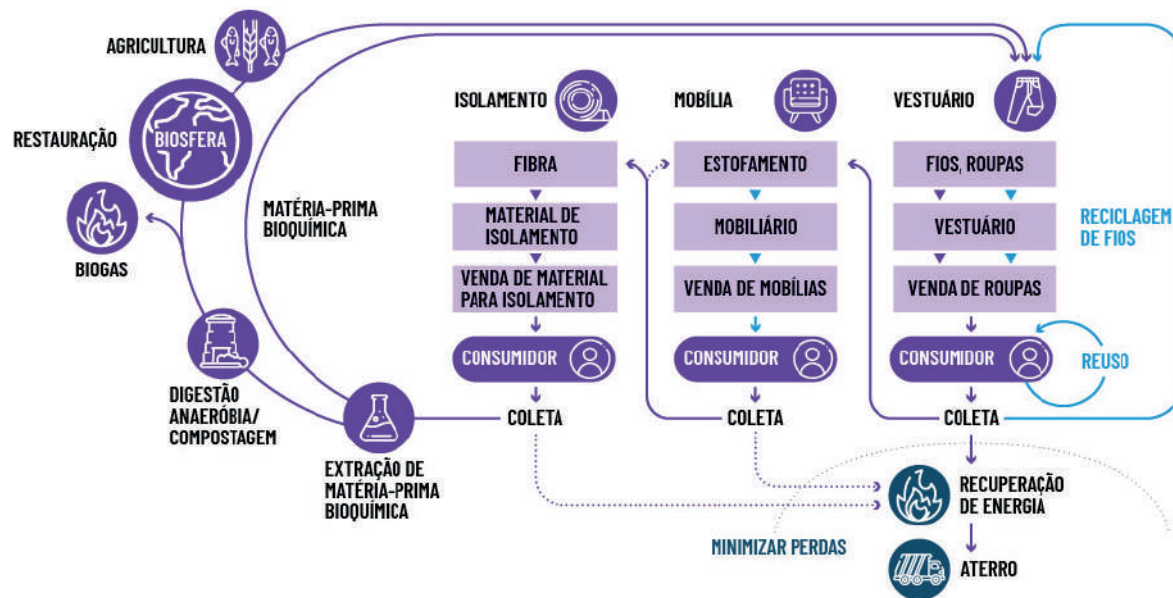 AGRICULTURA
RESTAURAÇÃO
BIOSFERA
BIOGAS
MATÉRIA-PRIMA
BIOQUÍMICA
DIGESTÃO
ANAERÓBIA/
COMPOSTAGEM
EXTRAÇÃO DE
MATÉRIA-PRIMA
BIOQUÍMICA
ISOLAMENTO
FIBRA
MATERIAL DE
ISOLAMENTO
VENDA DE MATERIAL
PARA ISOLAMENTO
CONSUMIDOR
COLETA
MOBÍLIA
ESTOFAMENTO
MOBILIÁRIO
VENDA DE MOBÍLIAS
CONSUMIDOR
COLETA
VESTUÁRIO
FIOS, ROUPAS
VESTUÁRIO
VENDA DE ROUPAS
CONSUMIDOR
COLETA
RECICLAGEM
DE FIOS
REUSO
RECUPERAÇÃO
DE ENERGIA
MINIMIZAR PERDAS
ATERRO